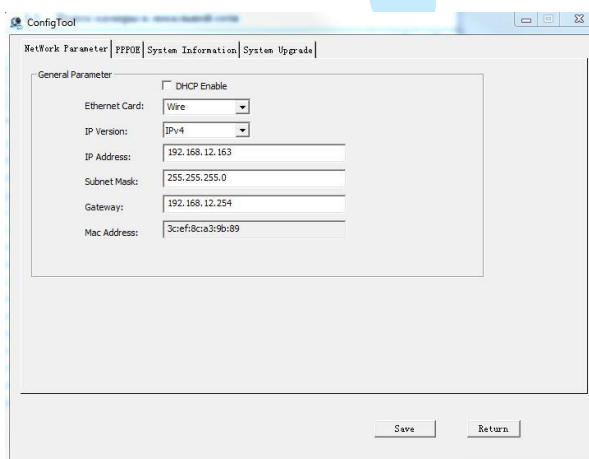 ConfigTool
NetWork Parameter PPPOE System Information System Upgrade
General Parameter
DHCP Enable
Ethernet Card: Wire
IP Version: IPv4
IP Address: 192.168.12.163
Subnet Mask: 255.255.255.0
Gateway: 192.168.12.254
Mac Address: 3c:ef:8c:a3:9b:89
Save Return